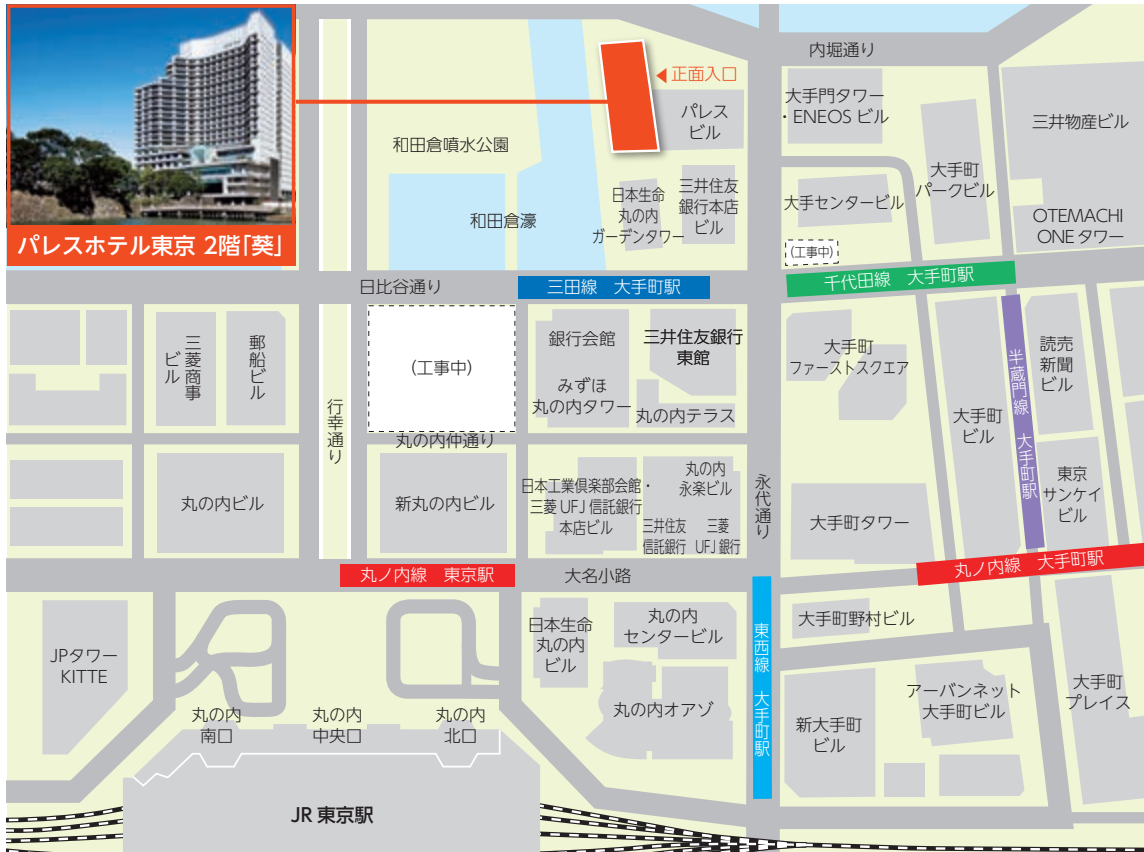 内堀通り
正面入口
パレス
ビル
大手門タワー
・ENEOS ビル
三井物産ビル
大手町
パークビル
和田倉噴水公園
日本生命
丸の内
ガーデンタワー
三井住友
銀行本店
ビル
大手センタービル
OTEMACHI
ONE タワー
和田倉濠
パレスホテル東京 2階「葵」
(工事中)
日比谷通り
三田線 大手町駅
千代田線 大手町駅
三菱商事
ビル
郵船ビル
(工事中)
銀行会館
みずほ
丸の内タワー
三井住友銀行
東館
丸の内テラス
大手町
ファーストスクエア
大手町
ビル
半蔵門線 大手町駅
読売
新聞
ビル
行幸通り
丸の内仲通り
丸の内ビル
新丸の内ビル
日本工業倶楽部会館・
三菱 UFJ 信託銀行
本店ビル
丸の内
永楽ビル
三井住友
信託銀行
三菱
UFJ 銀行
永代通り
大手町タワー
東京
サンケイ
ビル
丸ノ内線 東京駅
大名小路
丸ノ内線 大手町駅
JPタワー
KITTE
日本生命
丸の内
ビル
丸の内
センタービル
東西線 大手町駅
大手町野村ビル
丸の内オアゾ
新大手町
ビル
アーバンネット
大手町ビル
大手町
プレイス
丸の内
南口
丸の内
中央口
丸の内
北口
JR 東京駅